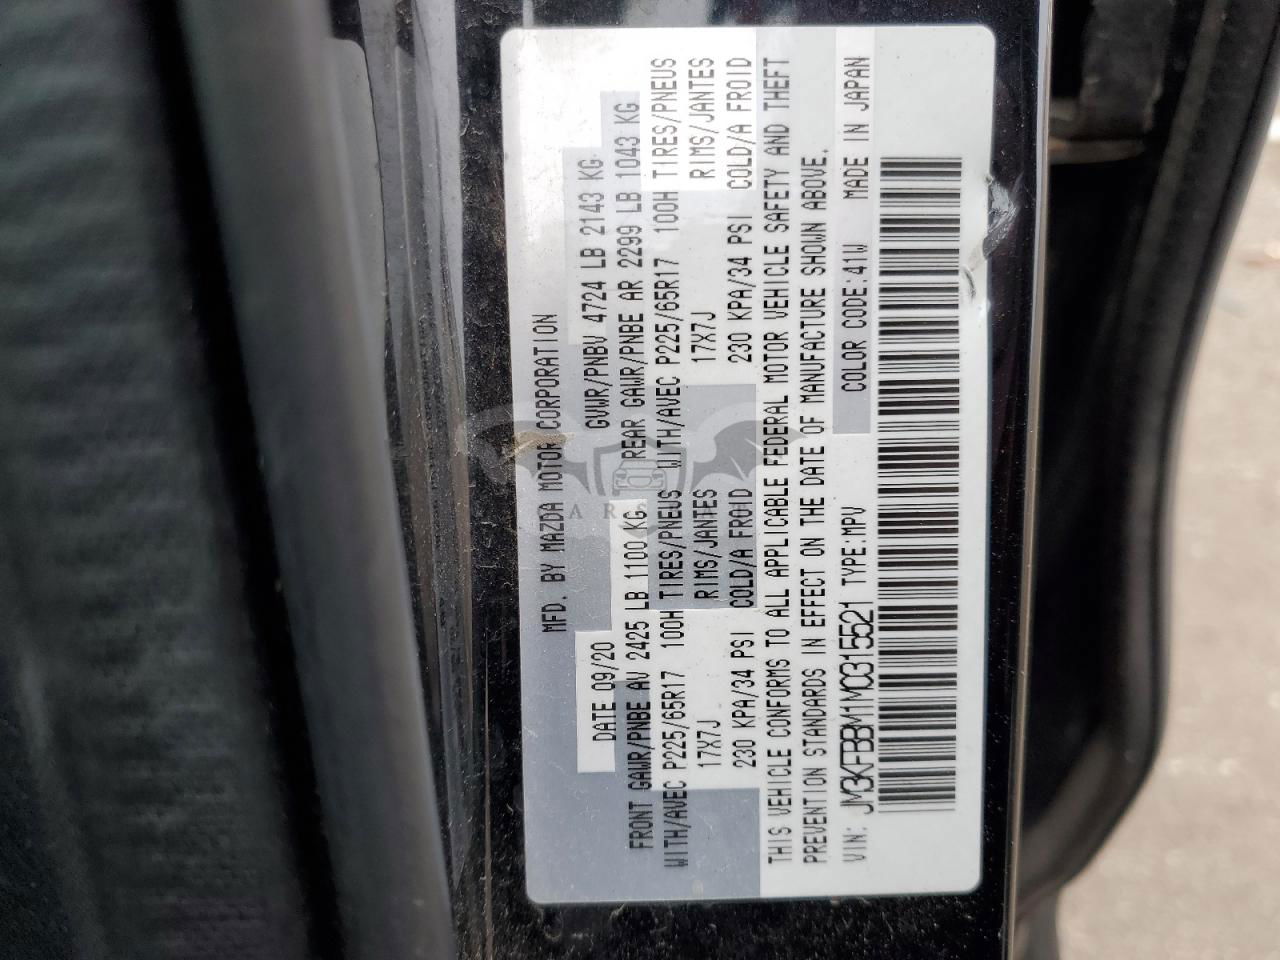 MFD. BY MAZDA MOTOR CORPORATION
DATE 09/20 GVWR/PNBV 4724 LB 2143 KG
FRONT GAWR/PNBE AV 2425 LB 1100 KG REAR GAWR/PNBE AR 2299 LB 1043 KG
WITH/AVEC P225/65R17 100H TIRES/PNEUS WITH/AVEC P225/65R17 100H TIRES/PNEUS
17X7J RIMS/JANTES 17X7J RIMS/JANTES
230 KPA/34 PSI COLD/A FROID 230 KPA/34 PSI COLD/A FROID
THIS VEHICLE CONFORMS TO ALL APPLICABLE FEDERAL MOTOR VEHICLE SAFETY AND THEFT
PREVENTION STANDARDS IN EFFECT ON THE DATE OF MANUFACTURE SHOWN ABOVE.
VIN: JM3KFBBM1M0315521 TYPE:MPV COLOR CODE:41W MADE IN JAPAN